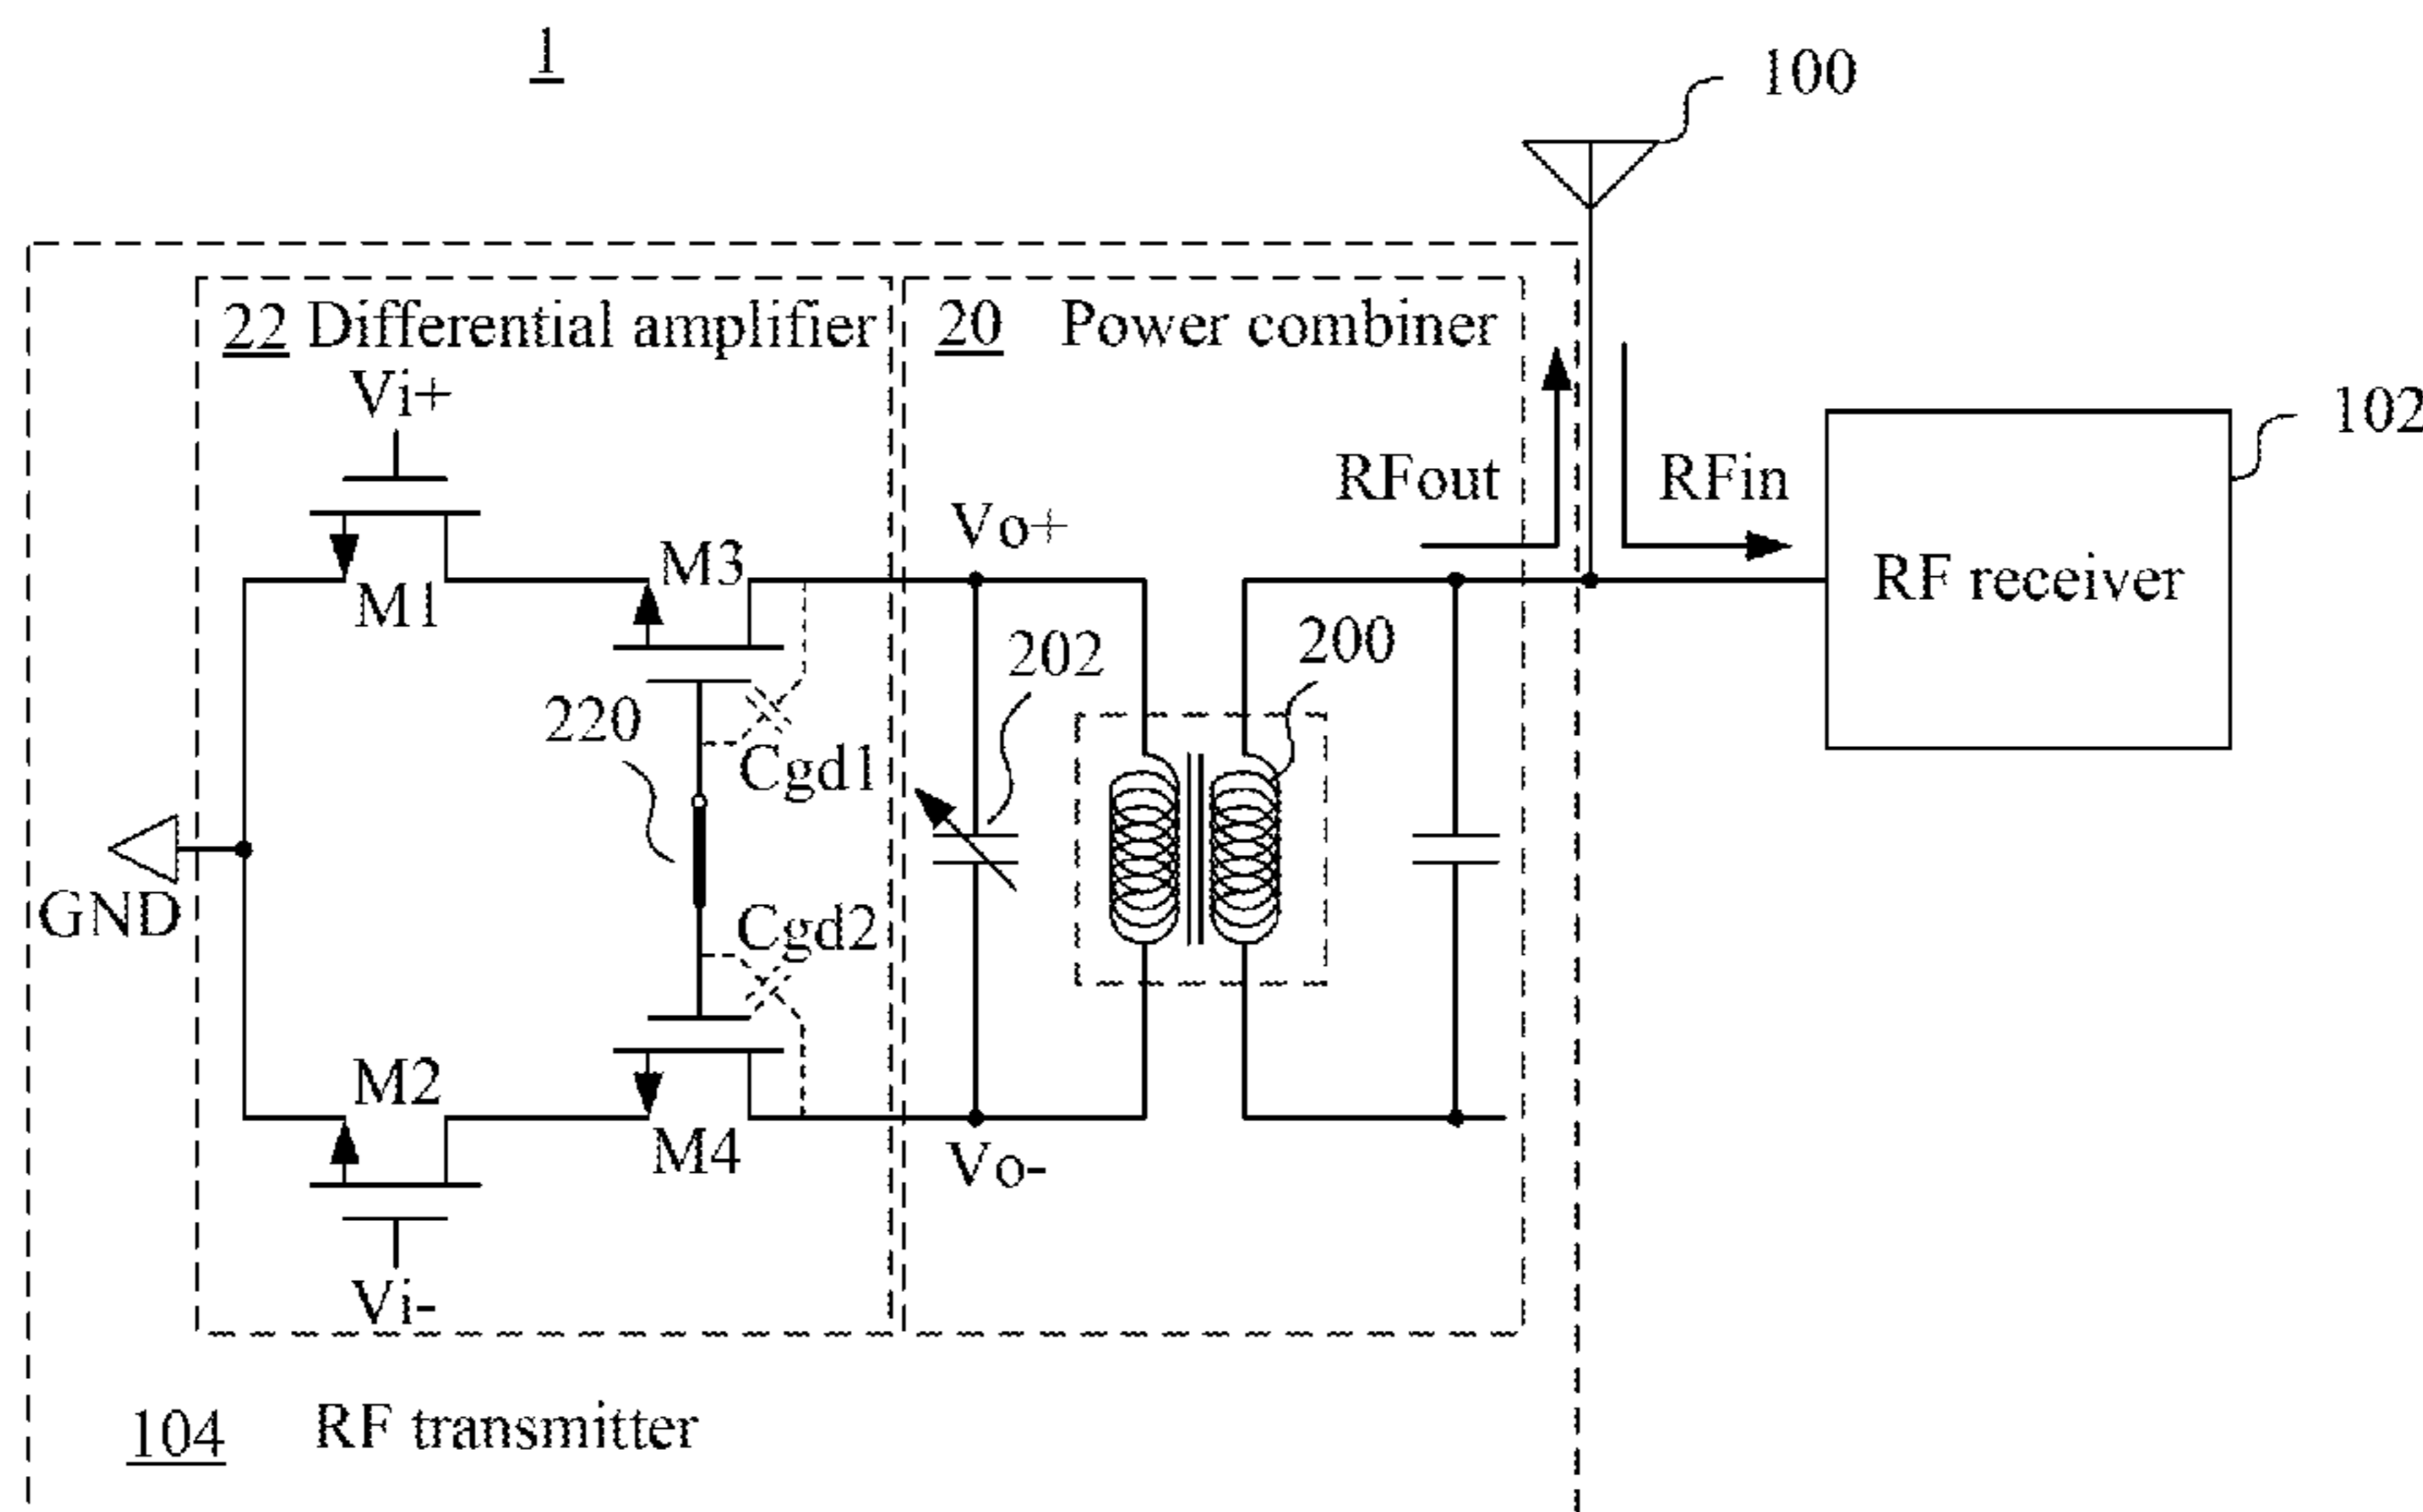 1
100
22 Differential amplifier
20 Power combiner
Vi+
102
RFout
RFin
Vo+
M3
M1
RF receiver
202
200
220
Cgd1
GND
Cgd2
M2
M4
Vo-
Vi-
104 RF transmitter